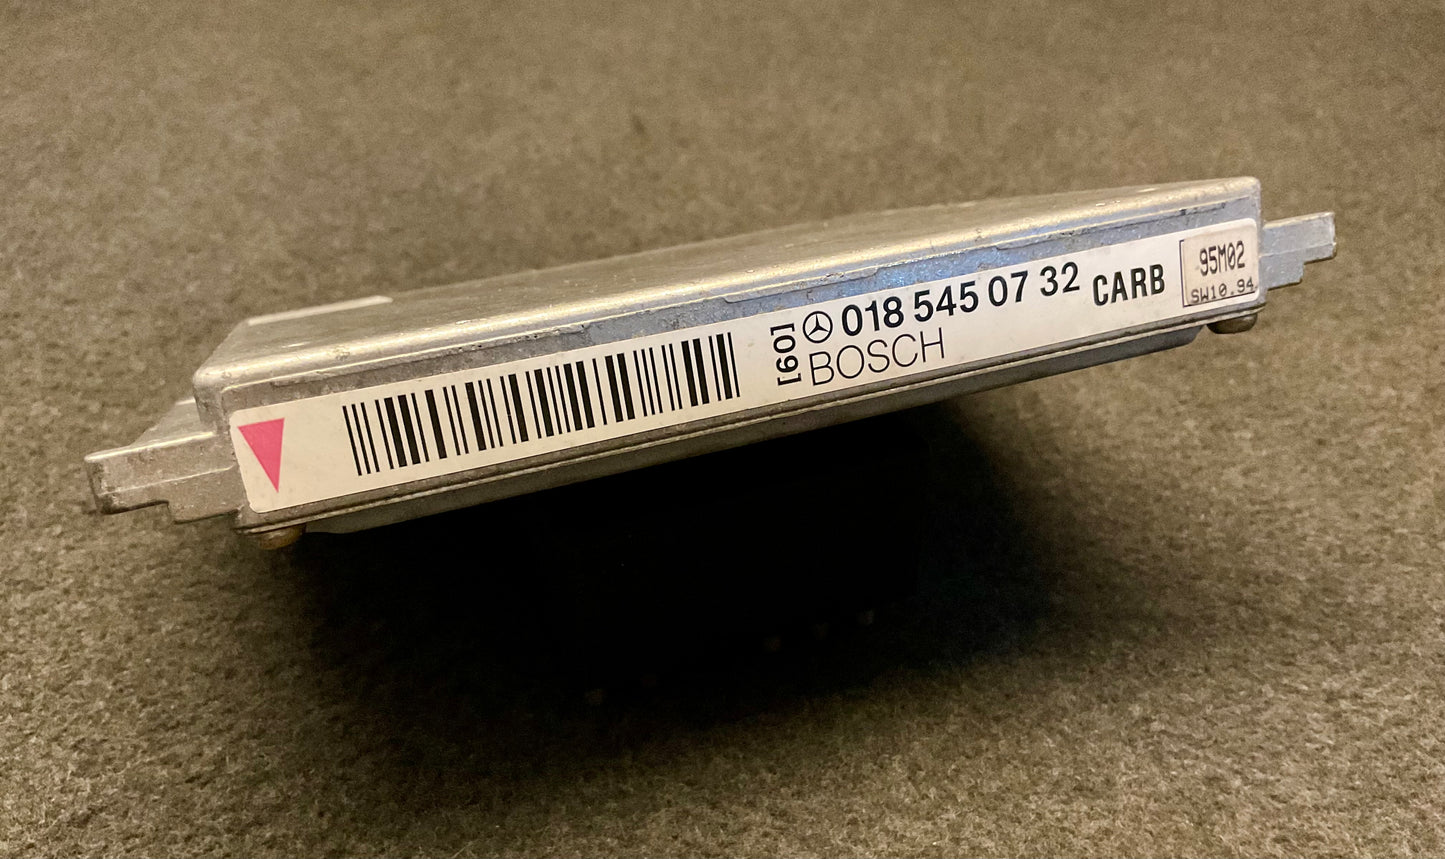 [09]
018 545 07 32 CARB
BOSCH
95M02
SW10.94